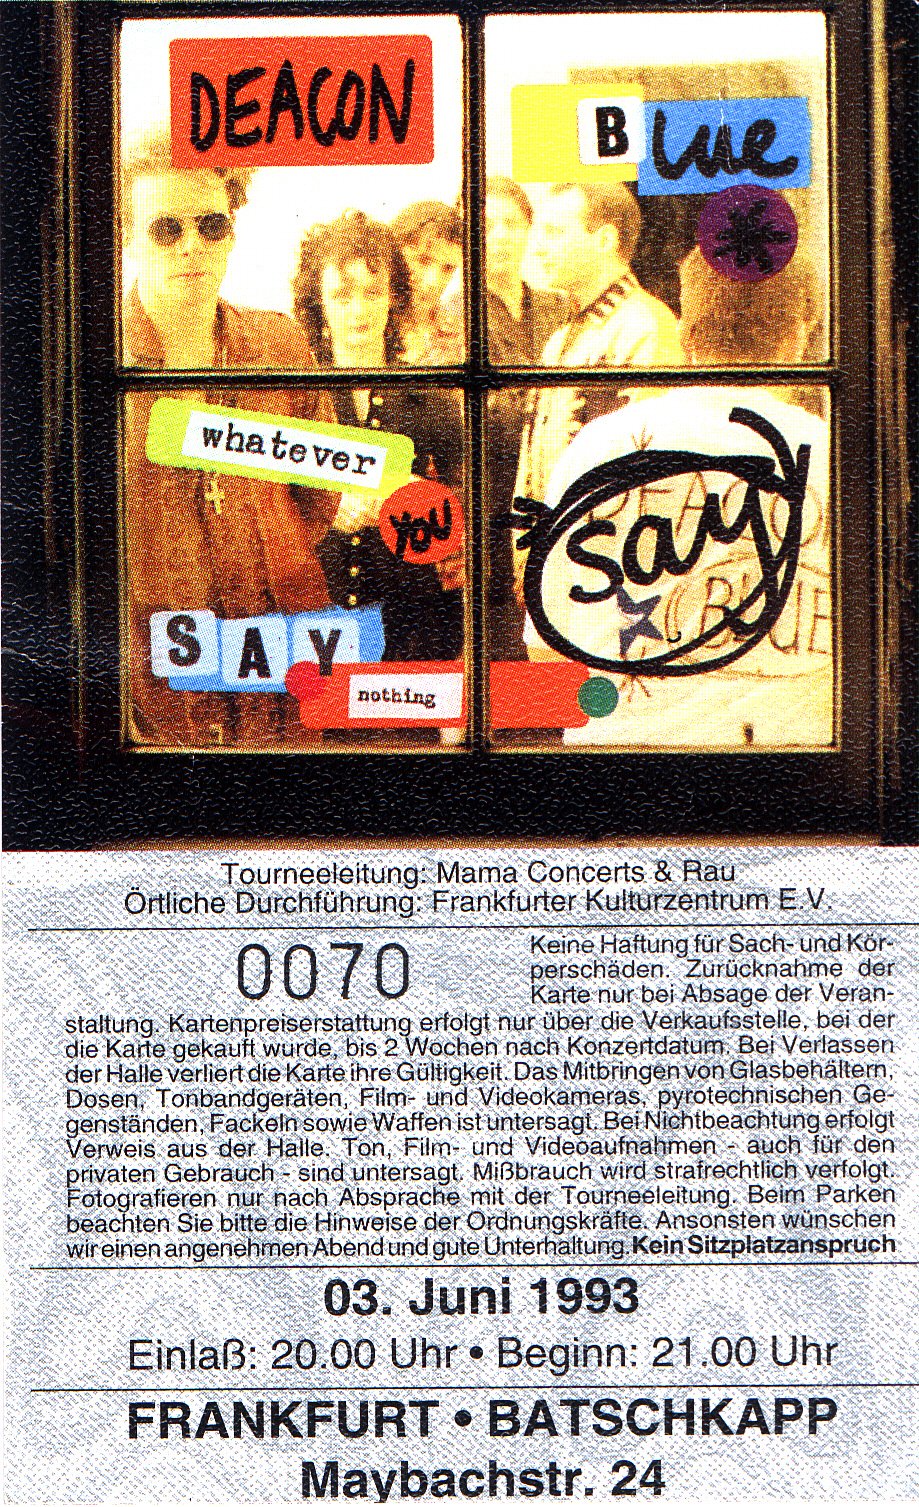 DEACON
BLUE
whatever
YOU
SAY
say
nothing
DEACON
BLUE
Tourneeleitung: Mama Concerts & Rau
Örtliche Durchführung: Frankfurter Kulturzentrum E.V.
0070
Keine Haftung für Sach- und Kör-
perschäden. Zurücknahme der
Karte nur bei Absage der Veran-
staltung. Kartenpreiserstattung erfolgt nur über die Verkaufsstelle, bei der
die Karte gekauft wurde, bis 2 Wochen nach Konzertdatum. Bei Verlassen
der Halle verliert die Karte ihre Gültigkeit. Das Mitbringen von Glasbehältern,
Dosen, Tonbandgeräten, Film- und Videokameras, pyrotechnischen Ge-
genständen, Fackeln sowie Waffen ist untersagt. Bei Nichtbeachtung erfolgt
Verweis aus der Halle. Ton, Film- und Videoaufnahmen - auch für den
privaten Gebrauch - sind untersagt. Mißbrauch wird strafrechtlich verfolgt.
Fotografieren nur nach Absprache mit der Tourneeleitung. Beim Parken
beachten Sie bitte die Hinweise der Ordnungskräfte. Ansonsten wünschen
wir einen angenehmen Abend und gute Unterhaltung. Kein Sitzplatzanspruch
03. Juni 1993
Einlaß: 20.00 Uhr • Beginn: 21.00 Uhr
FRANKFURT • BATSCHKAPP
Maybachstr. 24